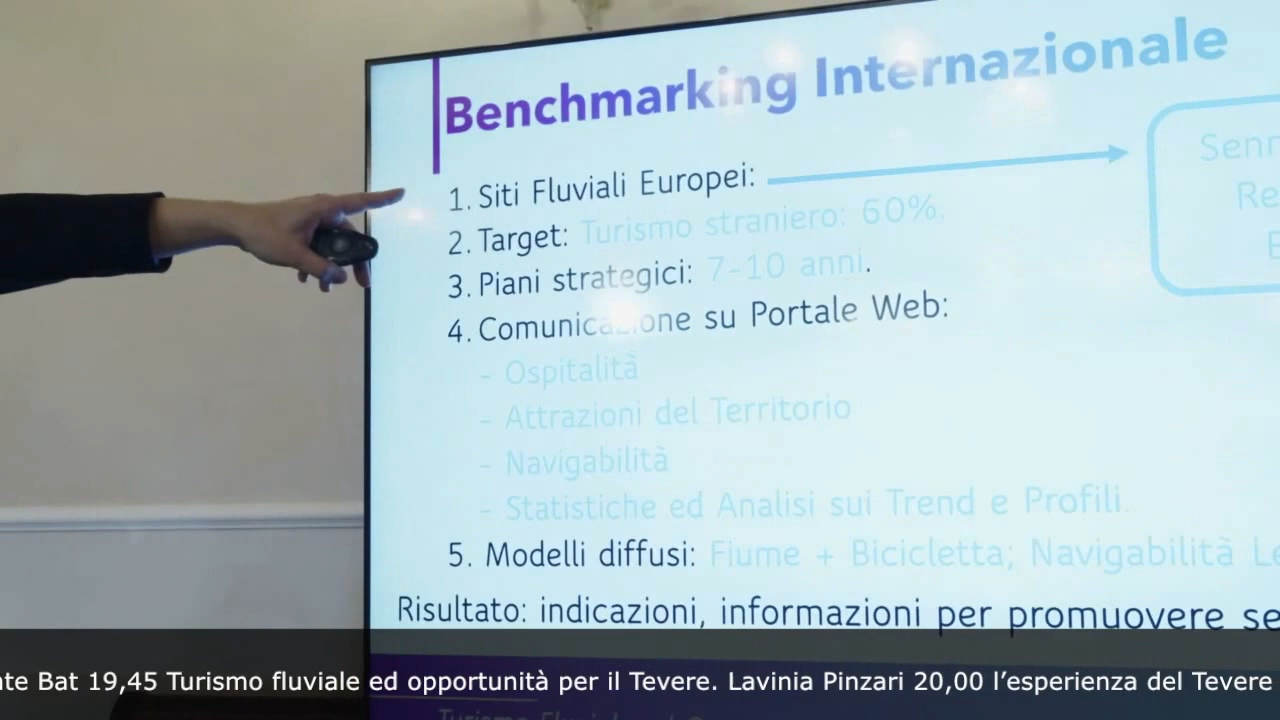 Benchmarking Internazionale
1. Siti Fluviali Europei:
2. Target: Turismo straniero: 60%.
3. Piani strategici: 7-10 anni.
4. Comunicazione su Portale Web:
- Ospitalità
- Attrazioni del Territorio
- Navigabilità
- Statistiche ed Analisi sui Trend e Profili.
5. Modelli diffusi: Fiume + Bicicletta; Navigabilità
Risultato: indicazioni, informazioni per promuovere
Bat 19,45 Turismo fluviale ed opportunità per il Tevere. Lavinia Pinzari 20,00 l’esperienza del Tevere